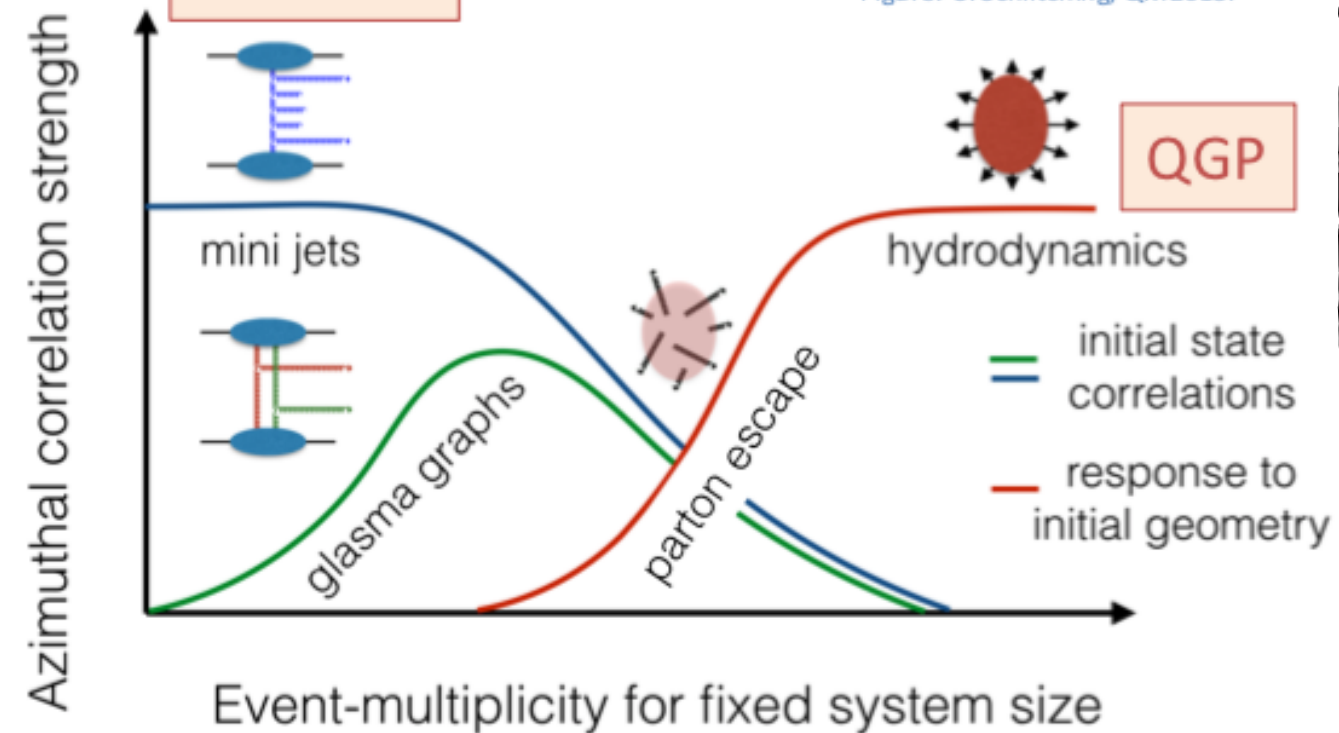 Azimuthal correlation strength
QGP
mini jets
hydrodynamics
glasma graphs
parton escape
initial state
correlations
response to
initial geometry
Event-multiplicity for fixed system size